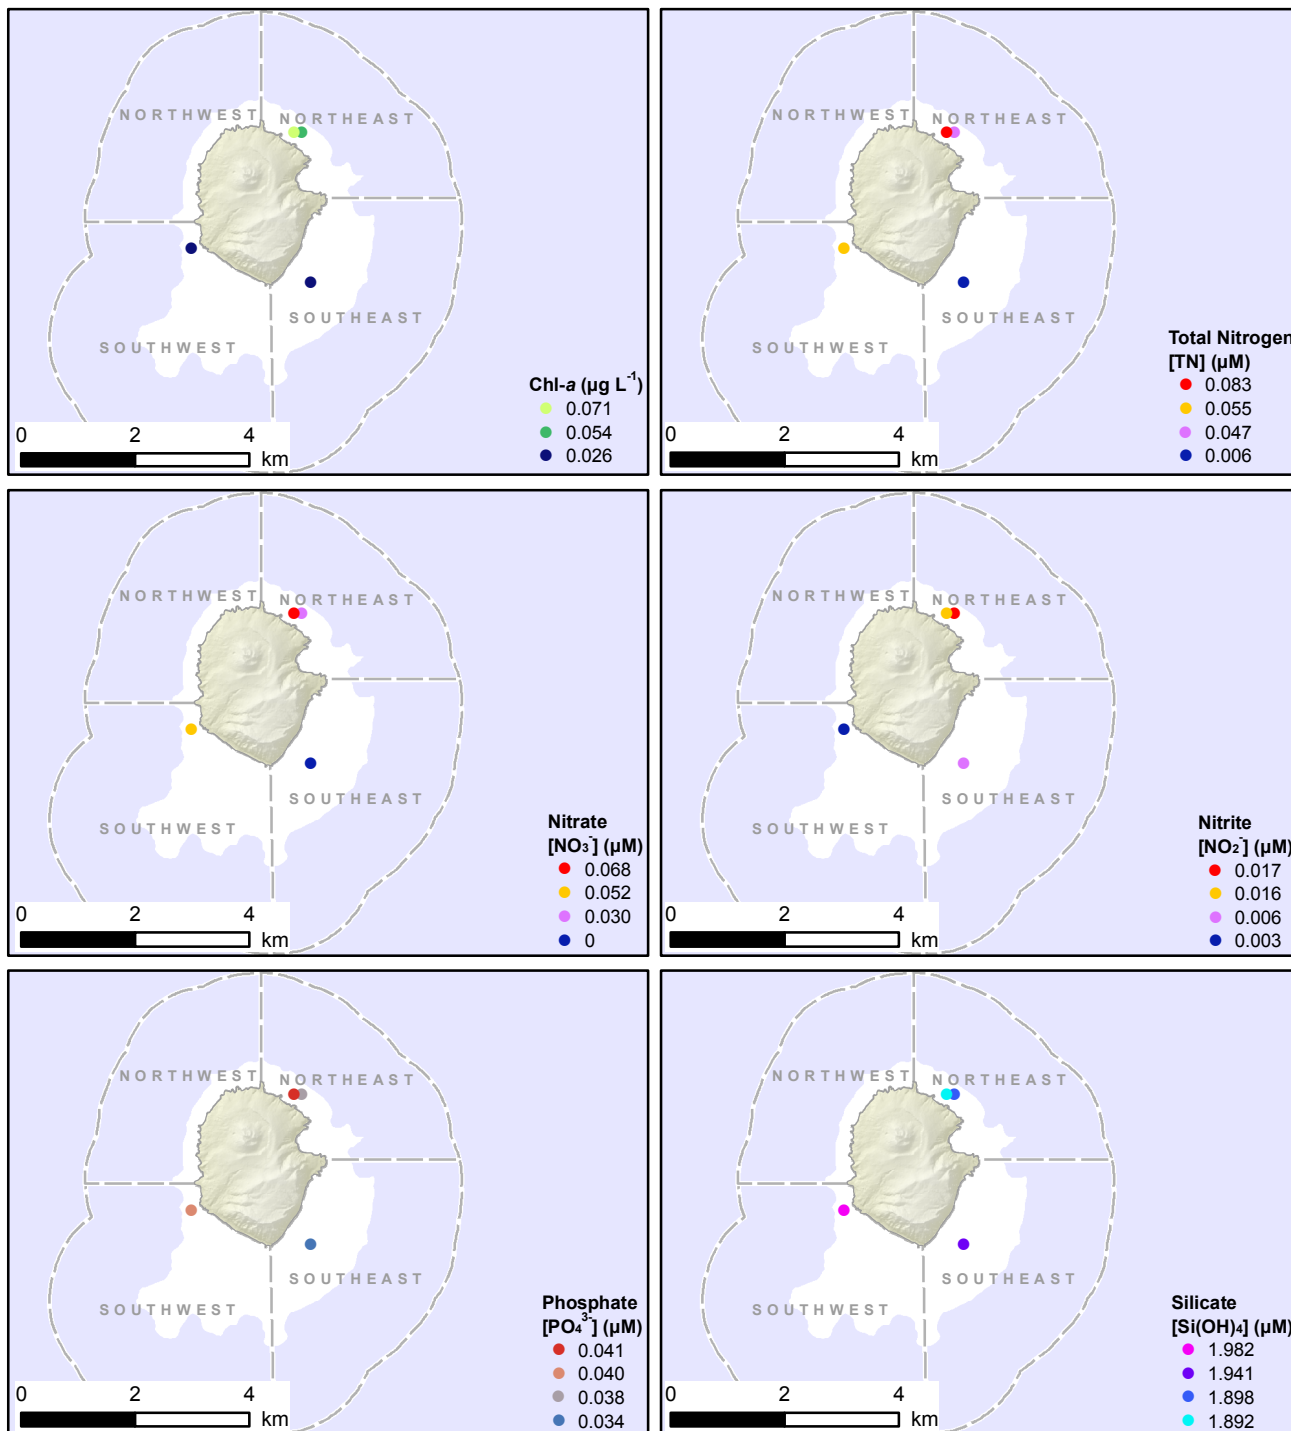 NORTHWEST NORTHEAST
SOUTHEAST
SOUTHWEST
Chl-a (µg L⁻¹)
0.071
0.054
0.026
0 2 4
km
NORTHWEST NORTHEAST
SOUTHEAST
SOUTHWEST
Total Nitrogen
[TN] (µM)
0.083
0.055
0.047
0.006
0 2 4
km
NORTHWEST NORTHEAST
SOUTHEAST
SOUTHWEST
Nitrate
[NO₃⁻] (µM)
0.068
0.052
0.030
0
0 2 4
km
NORTHWEST NORTHEAST
SOUTHEAST
SOUTHWEST
Nitrite
[NO₂⁻] (µM)
0.017
0.016
0.006
0.003
0 2 4
km
NORTHWEST NORTHEAST
SOUTHEAST
SOUTHWEST
Phosphate
[PO₄³⁻] (µM)
0.041
0.040
0.038
0.034
0 2 4
km
NORTHWEST NORTHEAST
SOUTHEAST
SOUTHWEST
Silicate
[Si(OH)₄] (µM)
1.982
1.941
1.898
1.892
0 2 4
km